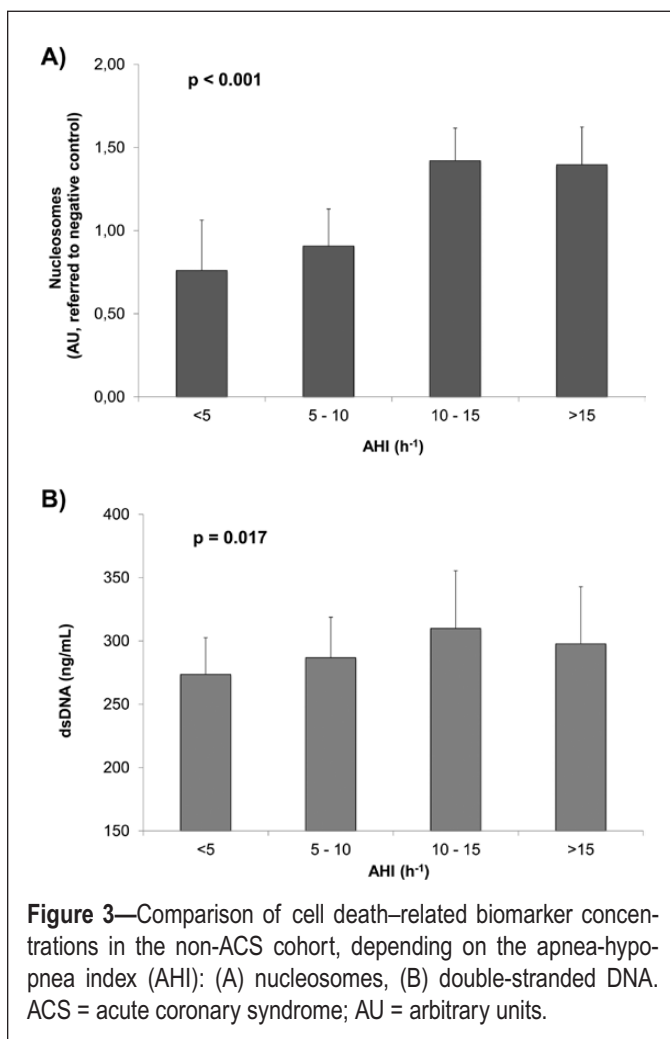 A)
2,00
p < 0.001
1,50
1,00
0,50
0,00
Nucleosomes
(AU, referred to negative control)
<5
5 - 10
10 - 15
>15
AHI (h-1)
B)
400
p = 0.017
350
300
250
200
150
dsDNA (ng/mL)
<5
5 - 10
10 - 15
>15
AHI (h-1)
Figure 3—Comparison of cell death–related biomarker concen-
trations in the non-ACS cohort, depending on the apnea-hypo-
pnea index (AHI): (A) nucleosomes, (B) double-stranded DNA.
ACS = acute coronary syndrome; AU = arbitrary units.